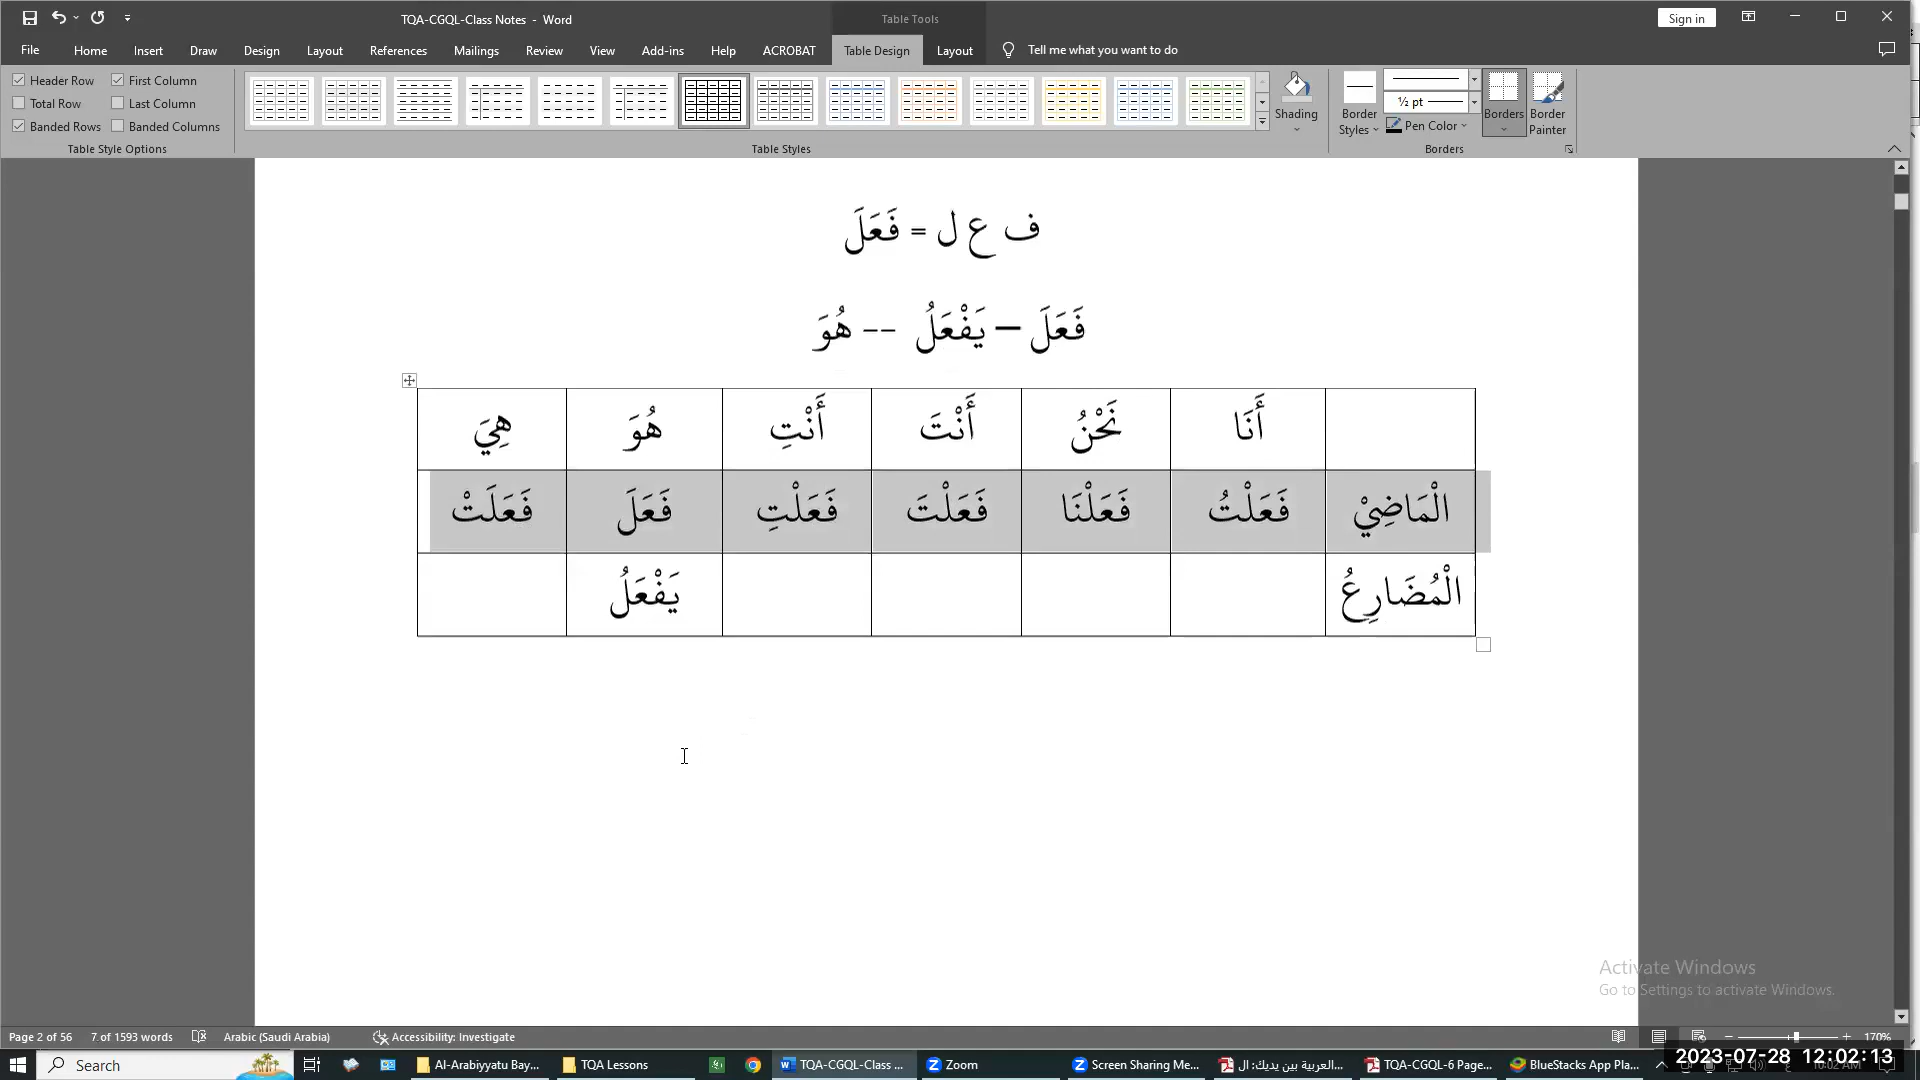 TQA-CGQL-Class Notes - Word
Table Tools
Sign in
File Home Insert Draw Design Layout References Mailings Review View Add-ins Help ACROBAT Table Design Layout Tell me what you want to do
Header Row First Column
Total Row Last Column
Banded Rows Banded Columns
Table Style Options
Table Styles
Shading
Border Styles
½ pt
Pen Color
Borders
Border Painter
Borders
ف ع ل = فَعَلَ
فَعَلَ – يَفْعَلُ -- هُوَ
أَنَا نَحْنُ أَنْتَ أَنْتِ هُوَ هِيَ
الْمَاضِيْ فَعَلْتُ فَعَلْنَا فَعَلْتَ فَعَلْتِ فَعَلَ فَعَلَتْ
الْمُضَارِعُ يَفْعَلُ
Activate Windows
Go to Settings to activate Windows.
Page 2 of 56 7 of 1593 words Arabic (Saudi Arabia) Accessibility: Investigate 170%
Search Al-Arabiyyatu Bay... TQA Lessons TQA-CGQL-Class ... Zoom Screen Sharing Me... العربية بين يديك: ال... TQA-CGQL-6 Page... BlueStacks App Pla...
2023-07-28 12:02:13